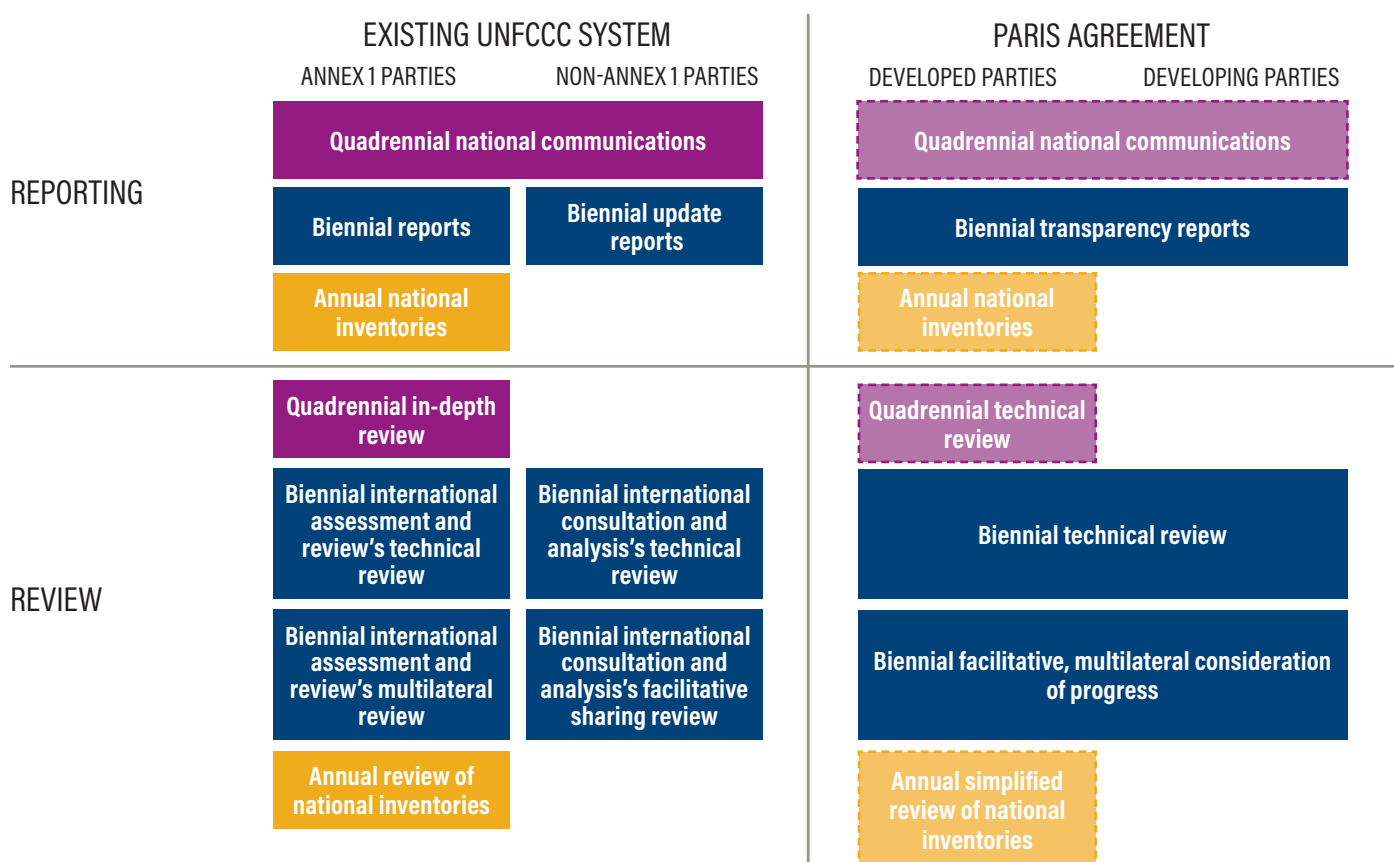 EXISTING UNFCCC SYSTEM
PARIS AGREEMENT
ANNEX 1 PARTIES
NON-ANNEX 1 PARTIES
DEVELOPED PARTIES
DEVELOPING PARTIES
REPORTING
Quadrennial national communications
Quadrennial national communications
Biennial reports
Biennial update
reports
Biennial transparency reports
Annual national
inventories
Annual national
inventories
REVIEW
Quadrennial in-depth
review
Quadrennial technical
review
Biennial international
assessment and
review's technical
review
Biennial international
consultation and
analysis's technical
review
Biennial technical review
Biennial international
assessment and
review's multilateral
review
Biennial international
consultation and
analysis's facilitative
sharing review
Biennial facilitative, multilateral consideration
of progress
Annual review of
national inventories
Annual simplified
review of national
inventories